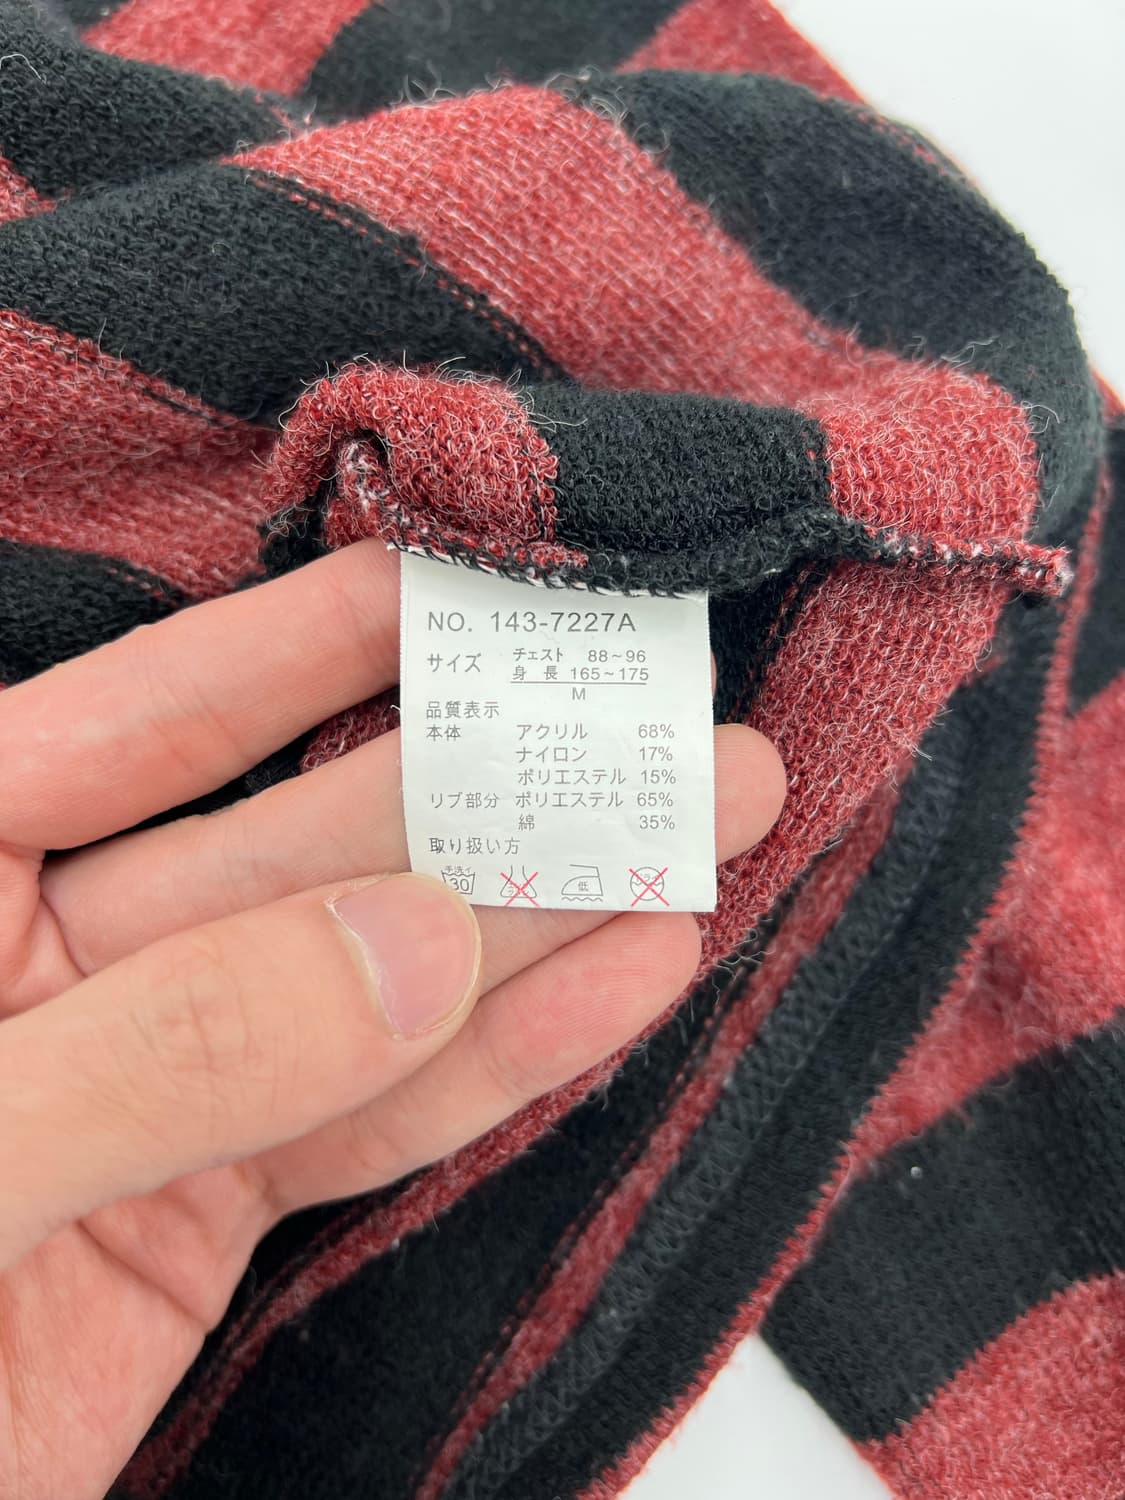 NO. 143-7227A
サイズ チェスト 88~96
身 長 165~175
M
品質表示
本体 アクリル 68%
ナイロン 17%
ポリエステル 15%
リブ部分 ポリエステル 65%
綿 35%
取り扱い方
手洗イ 30 低